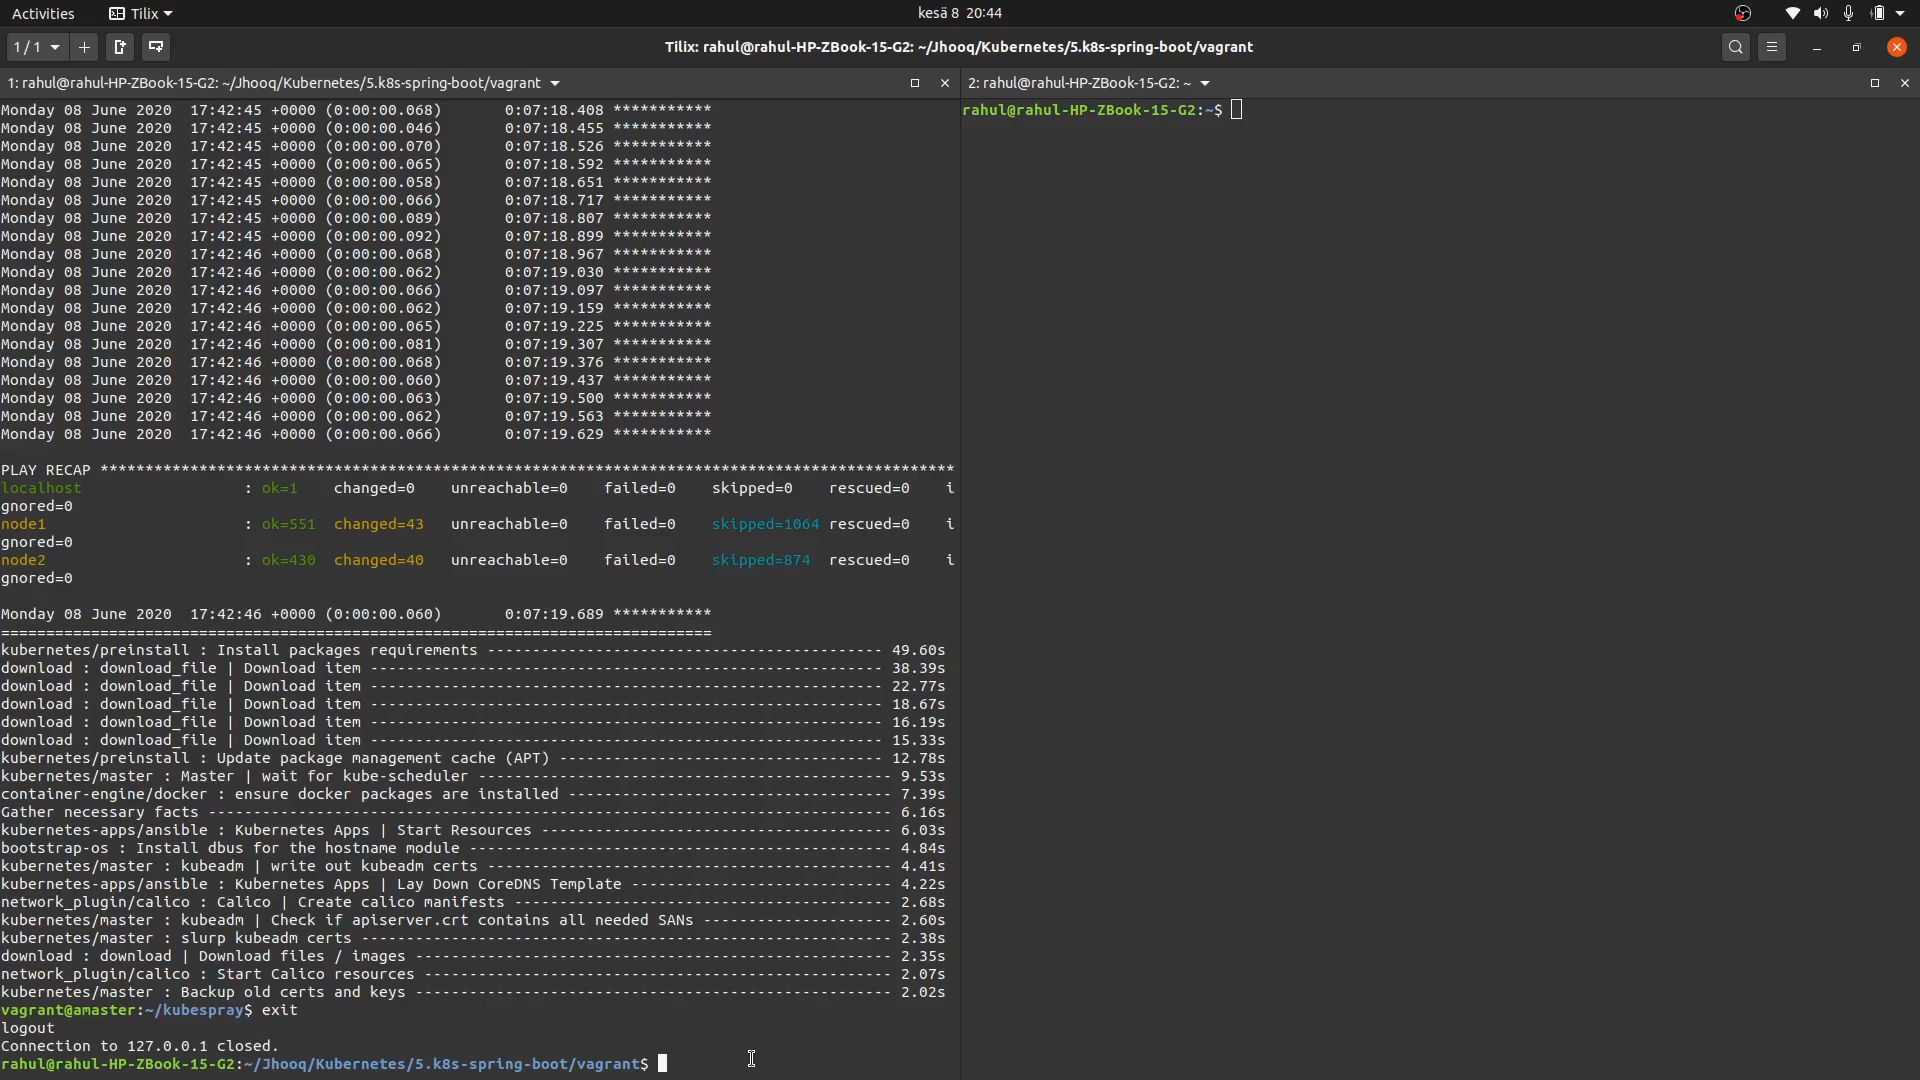 Activities
Tilix
kesä 8 20:44
1 / 1
Tilix: rahul@rahul-HP-ZBook-15-G2: ~/Jhooq/Kubernetes/5.k8s-spring-boot/vagrant
1: rahul@rahul-HP-ZBook-15-G2: ~/Jhooq/Kubernetes/5.k8s-spring-boot/vagrant
Monday 08 June 2020  17:42:45 +0000 (0:00:00.068)       0:07:18.408 ***********
Monday 08 June 2020  17:42:45 +0000 (0:00:00.046)       0:07:18.455 ***********
Monday 08 June 2020  17:42:45 +0000 (0:00:00.070)       0:07:18.526 ***********
Monday 08 June 2020  17:42:45 +0000 (0:00:00.065)       0:07:18.592 ***********
Monday 08 June 2020  17:42:45 +0000 (0:00:00.058)       0:07:18.651 ***********
Monday 08 June 2020  17:42:45 +0000 (0:00:00.066)       0:07:18.717 ***********
Monday 08 June 2020  17:42:45 +0000 (0:00:00.089)       0:07:18.807 ***********
Monday 08 June 2020  17:42:45 +0000 (0:00:00.092)       0:07:18.899 ***********
Monday 08 June 2020  17:42:46 +0000 (0:00:00.068)       0:07:18.967 ***********
Monday 08 June 2020  17:42:46 +0000 (0:00:00.062)       0:07:19.030 ***********
Monday 08 June 2020  17:42:46 +0000 (0:00:00.066)       0:07:19.097 ***********
Monday 08 June 2020  17:42:46 +0000 (0:00:00.062)       0:07:19.159 ***********
Monday 08 June 2020  17:42:46 +0000 (0:00:00.065)       0:07:19.225 ***********
Monday 08 June 2020  17:42:46 +0000 (0:00:00.081)       0:07:19.307 ***********
Monday 08 June 2020  17:42:46 +0000 (0:00:00.068)       0:07:19.376 ***********
Monday 08 June 2020  17:42:46 +0000 (0:00:00.060)       0:07:19.437 ***********
Monday 08 June 2020  17:42:46 +0000 (0:00:00.063)       0:07:19.500 ***********
Monday 08 June 2020  17:42:46 +0000 (0:00:00.062)       0:07:19.563 ***********
Monday 08 June 2020  17:42:46 +0000 (0:00:00.066)       0:07:19.629 ***********
PLAY RECAP ***********************************************************************************************
localhost                  : ok=1    changed=0    unreachable=0    failed=0    skipped=0    rescued=0    i
gnored=0
node1                      : ok=551  changed=43   unreachable=0    failed=0    skipped=1064 rescued=0    i
gnored=0
node2                      : ok=430  changed=40   unreachable=0    failed=0    skipped=874  rescued=0    i
gnored=0
Monday 08 June 2020  17:42:46 +0000 (0:00:00.060)       0:07:19.689 ***********
===============================================================================
kubernetes/preinstall : Install packages requirements -------------------------------------------- 49.60s
download : download_file | Download item --------------------------------------------------------- 38.39s
download : download_file | Download item --------------------------------------------------------- 22.77s
download : download_file | Download item --------------------------------------------------------- 18.67s
download : download_file | Download item --------------------------------------------------------- 16.19s
download : download_file | Download item --------------------------------------------------------- 15.33s
kubernetes/preinstall : Update package management cache (APT) ------------------------------------ 12.78s
kubernetes/master : Master | wait for kube-scheduler ---------------------------------------------- 9.53s
container-engine/docker : ensure docker packages are installed ------------------------------------ 7.39s
Gather necessary facts ---------------------------------------------------------------------------- 6.16s
kubernetes-apps/ansible : Kubernetes Apps | Start Resources --------------------------------------- 6.03s
bootstrap-os : Install dbus for the hostname module ----------------------------------------------- 4.84s
kubernetes/master : kubeadm | write out kubeadm certs --------------------------------------------- 4.41s
kubernetes-apps/ansible : Kubernetes Apps | Lay Down CoreDNS Template ----------------------------- 4.22s
network_plugin/calico : Calico | Create calico manifests ------------------------------------------ 2.68s
kubernetes/master : kubeadm | Check if apiserver.crt contains all needed SANs --------------------- 2.60s
kubernetes/master : slurp kubeadm certs ----------------------------------------------------------- 2.38s
download : download | Download files / images ----------------------------------------------------- 2.35s
network_plugin/calico : Start Calico resources ---------------------------------------------------- 2.07s
kubernetes/master : Backup old certs and keys ----------------------------------------------------- 2.02s
vagrant@amaster:~/kubespray$ exit
logout
Connection to 127.0.0.1 closed.
rahul@rahul-HP-ZBook-15-G2:~/Jhooq/Kubernetes/5.k8s-spring-boot/vagrant$
2: rahul@rahul-HP-ZBook-15-G2: ~
rahul@rahul-HP-ZBook-15-G2:~$